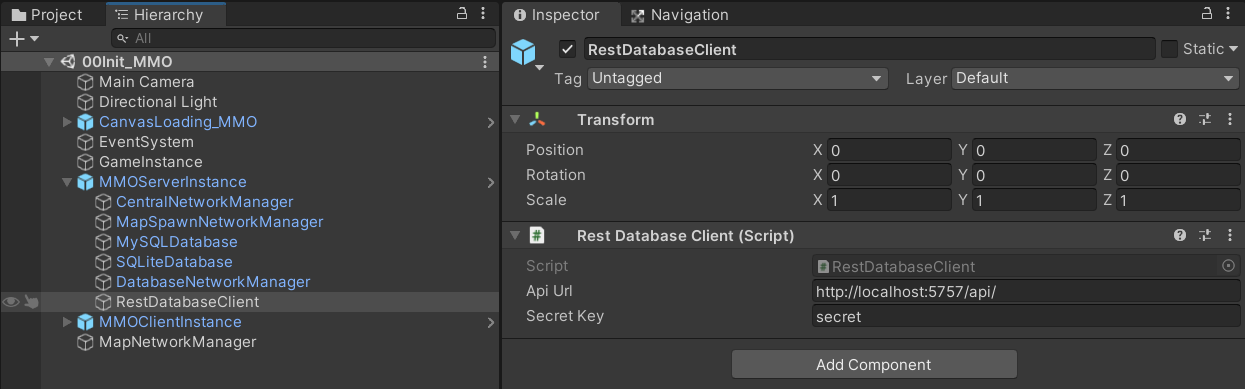 Project
Hierarchy
All
00Init_MMO
Main Camera
Directional Light
CanvasLoading_MMO
EventSystem
GameInstance
MMOServerInstance
CentralNetworkManager
MapSpawnNetworkManager
MySQLDatabase
SQLiteDatabase
DatabaseNetworkManager
RestDatabaseClient
MMOClientInstance
MapNetworkManager
Inspector
Navigation
RestDatabaseClient
Static
Tag Untagged Layer Default
Transform
Position X 0 Y 0 Z 0
Rotation X 0 Y 0 Z 0
Scale X 1 Y 1 Z 1
Rest Database Client (Script)
Script RestDatabaseClient
Api Url http://localhost:5757/api/
Secret Key secret
Add Component